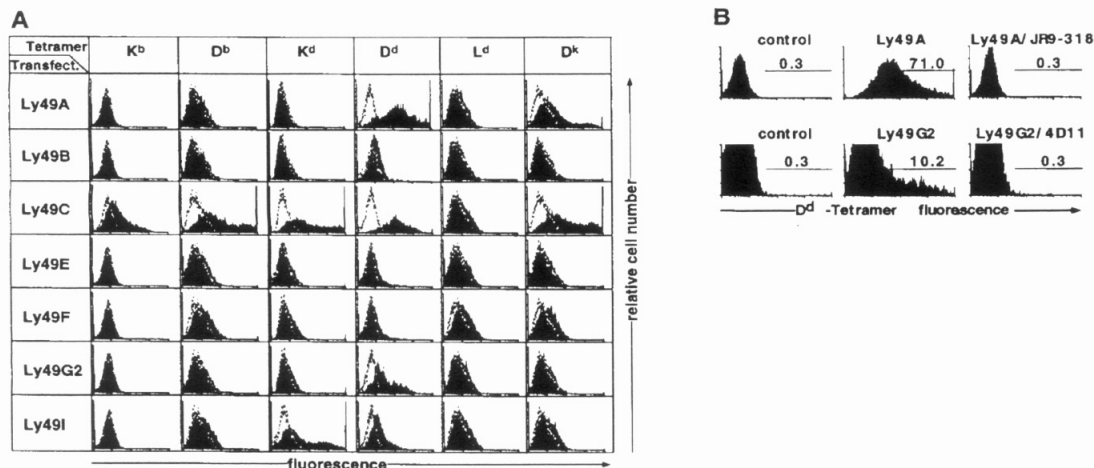 A
Tetramer
Transfect.
Kb Db Kd Dd Ld Dk
Ly49A
Ly49B
Ly49C
Ly49E
Ly49F
Ly49G2
Ly49I
fluorescence
relative cell number
B
control Ly49A Ly49A/JR9-318
0.3 71.0 0.3
control Ly49G2 Ly49G2/4D11
0.3 10.2 0.3
Dd -Tetramer fluorescence